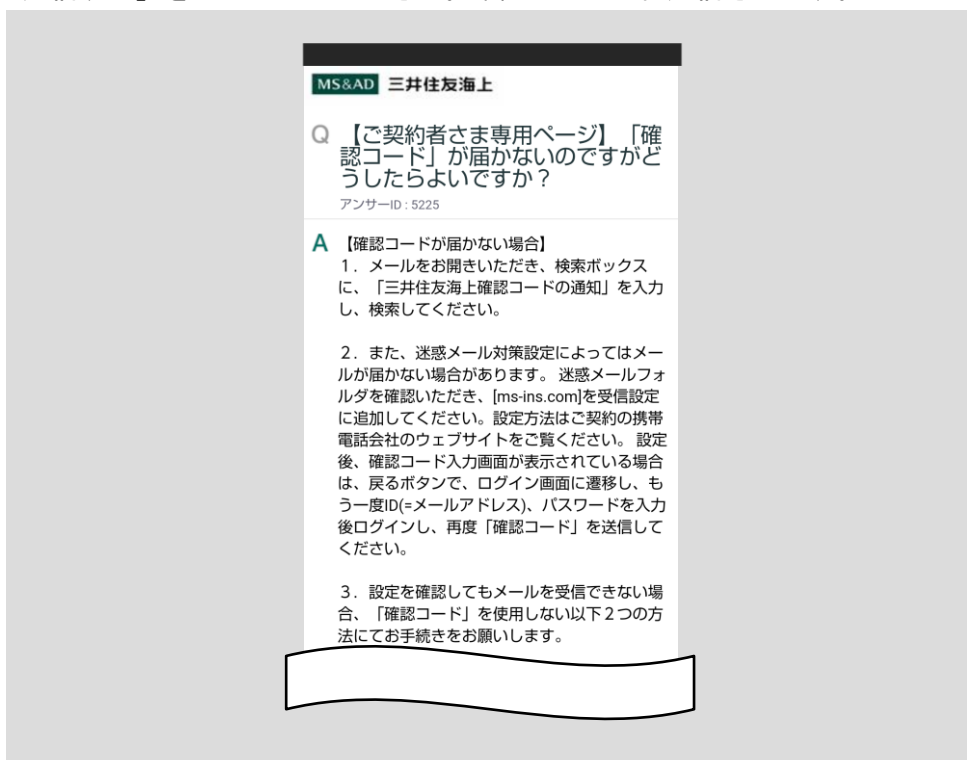 MS&AD 三井住友海上
Q 【ご契約者さま専用ページ】「確
認コード」が届かないのですがど
うしたらよいですか？
アンサーID : 5225
A 【確認コードが届かない場合】
１．メールをお開きいただき、検索ボックス
に、「三井住友海上確認コードの通知」を入力
し、検索してください。
２．また、迷惑メール対策設定によってはメー
ルが届かない場合があります。 迷惑メールフォ
ルダを確認いただき、[ms-ins.com]を受信設定
に追加してください。設定方法はご契約の携帯
電話会社のウェブサイトをご覧ください。 設定
後、確認コード入力画面が表示されている場合
は、戻るボタンで、ログイン画面に遷移し、も
う一度ID(=メールアドレス)、パスワードを入力
後ログインし、再度「確認コード」を送信して
ください。
３．設定を確認してもメールを受信できない場
合、「確認コード」を使用しない以下２つの方
法にてお手続きをお願いします。